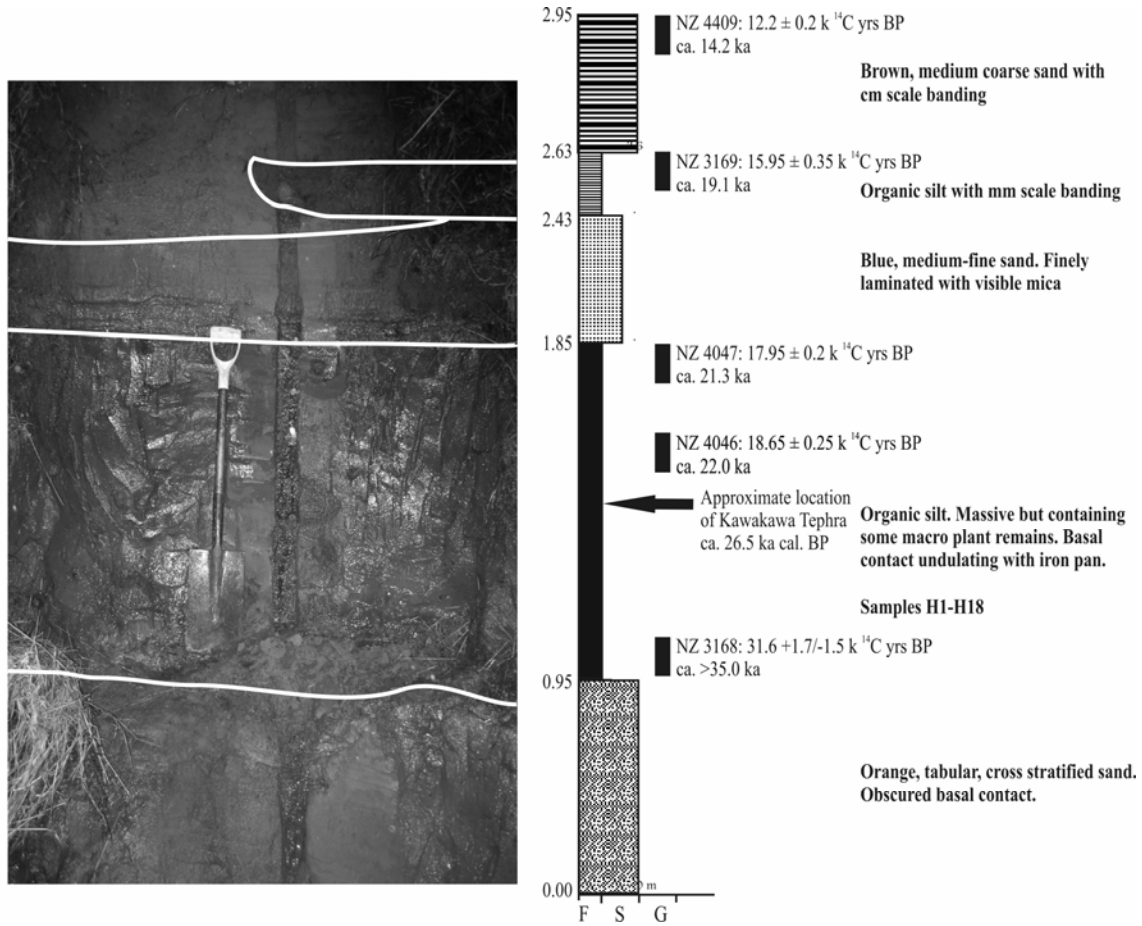 2.95
NZ 4409: 12.2 ± 0.2 k ¹⁴C yrs BP
ca. 14.2 ka
Brown, medium coarse sand with
cm scale banding
2.63
NZ 3169: 15.95 ± 0.35 k ¹⁴C yrs BP
ca. 19.1 ka
Organic silt with mm scale banding
2.43
Blue, medium-fine sand. Finely
laminated with visible mica
1.85
NZ 4047: 17.95 ± 0.2 k ¹⁴C yrs BP
ca. 21.3 ka
NZ 4046: 18.65 ± 0.25 k ¹⁴C yrs BP
ca. 22.0 ka
Approximate location
of Kawakawa Tephra
ca. 26.5 ka cal. BP
Organic silt. Massive but containing
some macro plant remains. Basal
contact undulating with iron pan.
Samples H1-H18
NZ 3168: 31.6 +1.7/-1.5 k ¹⁴C yrs BP
ca. >35.0 ka
0.95
Orange, tabular, cross stratified sand.
Obscured basal contact.
0.00
m
F S G